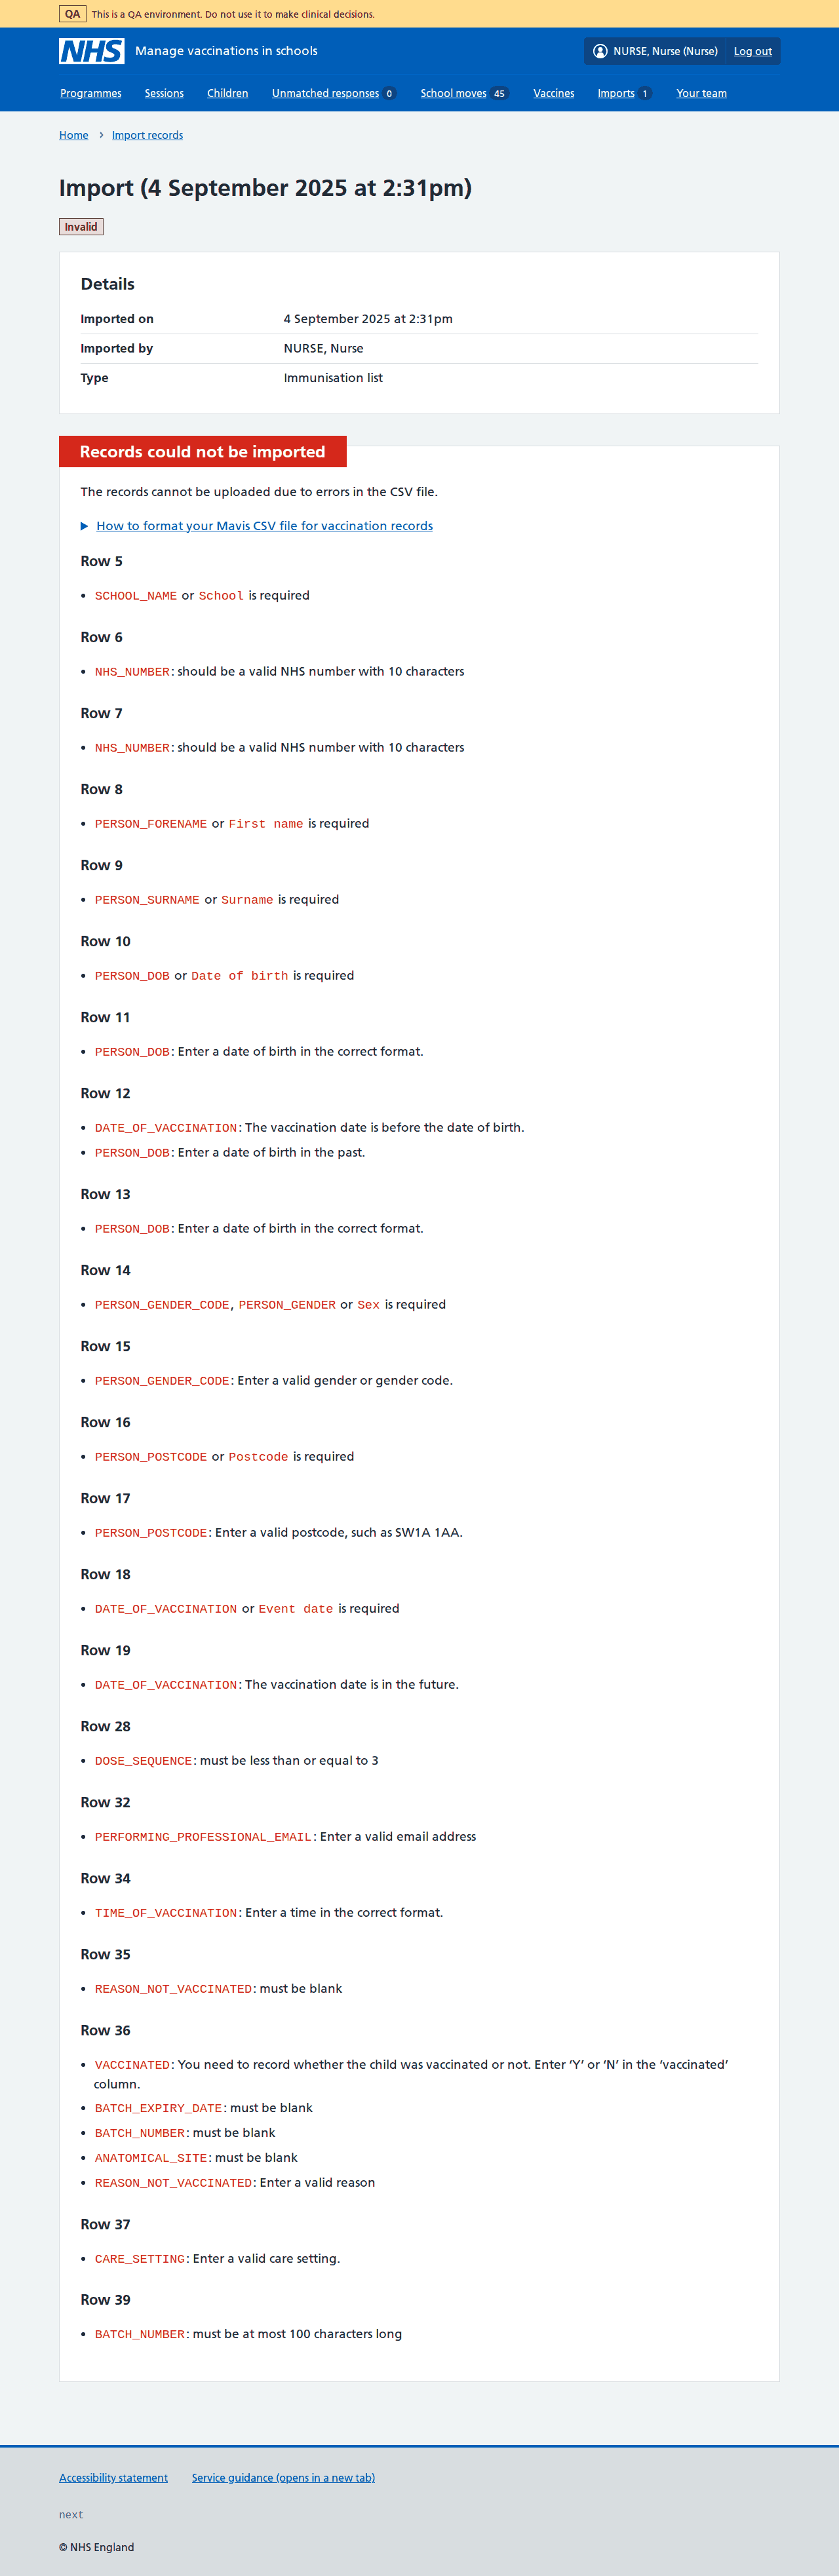 QA This is a QA environment. Do not use it to make clinical decisions.
NHS Manage vaccinations in schools NURSE, Nurse (Nurse) Log out
Programmes Sessions Children Unmatched responses 0 School moves 45 Vaccines Imports 1 Your team
Home › Import records
Import (4 September 2025 at 2:31pm)
Invalid
Details
Imported on 4 September 2025 at 2:31pm
Imported by NURSE, Nurse
Type Immunisation list
Records could not be imported
The records cannot be uploaded due to errors in the CSV file.
How to format your Mavis CSV file for vaccination records
Row 5
• SCHOOL_NAME or School is required
Row 6
• NHS_NUMBER: should be a valid NHS number with 10 characters
Row 7
• NHS_NUMBER: should be a valid NHS number with 10 characters
Row 8
• PERSON_FORENAME or First name is required
Row 9
• PERSON_SURNAME or Surname is required
Row 10
• PERSON_DOB or Date of birth is required
Row 11
• PERSON_DOB: Enter a date of birth in the correct format.
Row 12
• DATE_OF_VACCINATION: The vaccination date is before the date of birth.
• PERSON_DOB: Enter a date of birth in the past.
Row 13
• PERSON_DOB: Enter a date of birth in the correct format.
Row 14
• PERSON_GENDER_CODE, PERSON_GENDER or Sex is required
Row 15
• PERSON_GENDER_CODE: Enter a valid gender or gender code.
Row 16
• PERSON_POSTCODE or Postcode is required
Row 17
• PERSON_POSTCODE: Enter a valid postcode, such as SW1A 1AA.
Row 18
• DATE_OF_VACCINATION or Event date is required
Row 19
• DATE_OF_VACCINATION: The vaccination date is in the future.
Row 28
• DOSE_SEQUENCE: must be less than or equal to 3
Row 32
• PERFORMING_PROFESSIONAL_EMAIL: Enter a valid email address
Row 34
• TIME_OF_VACCINATION: Enter a time in the correct format.
Row 35
• REASON_NOT_VACCINATED: must be blank
Row 36
• VACCINATED: You need to record whether the child was vaccinated or not. Enter ‘Y’ or ‘N’ in the ‘vaccinated’
column.
• BATCH_EXPIRY_DATE: must be blank
• BATCH_NUMBER: must be blank
• ANATOMICAL_SITE: must be blank
• REASON_NOT_VACCINATED: Enter a valid reason
Row 37
• CARE_SETTING: Enter a valid care setting.
Row 39
• BATCH_NUMBER: must be at most 100 characters long
Accessibility statement Service guidance (opens in a new tab)
next
© NHS England